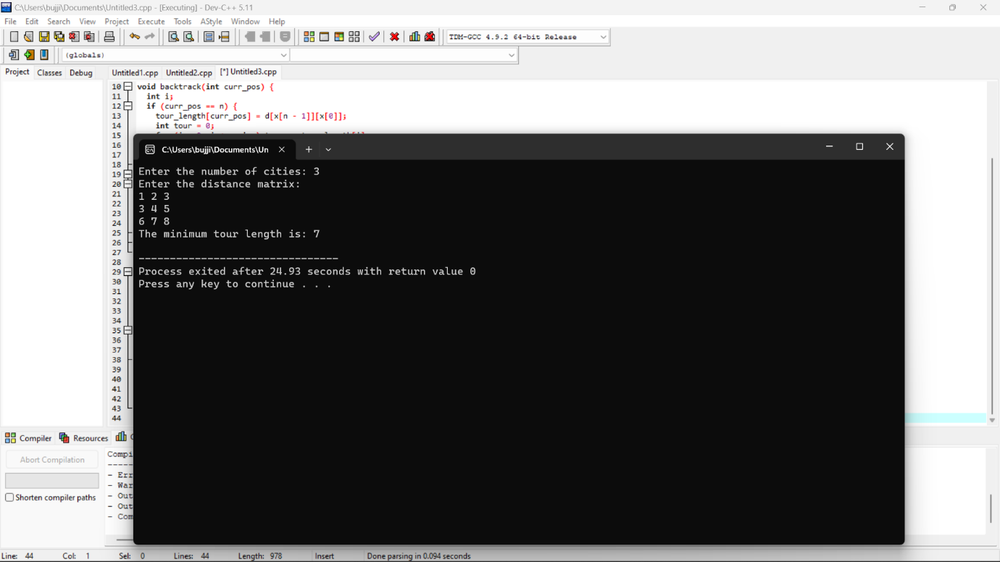 C:\Users\bujji\Documents\Untitled3.cpp - [Executing] - Dev-C++ 5.11
File Edit Search View Project Execute Tools AStyle Window Help
TDM-GCC 4.9.2 64-bit Release
(globals)
Project Classes Debug
Untitled1.cpp Untitled2.cpp [*] Untitled3.cpp
10 void backtrack(int curr_pos) {
11 int i;
12 if (curr_pos == n) {
13 tour_length[curr_pos] = d[x[n - 1]][x[0]];
14 int tour = 0;
15
16
17
18
19
20
21
22
23
24
25
26
27
28
29
30
31
32
33
34
35
36
37
38
39
40
41
42
43
44
C:\Users\bujji\Documents\Un
Enter the number of cities: 3
Enter the distance matrix:
1 2 3
3 4 5
6 7 8
The minimum tour length is: 7
--------------------------------
Process exited after 24.93 seconds with return value 0
Press any key to continue . . .
Compiler Resources
Abort Compilation
Shorten compiler paths
Compi
- Err
- War
- Out
- Out
- Com
Line: 44 Col: 1 Sel: 0 Lines: 44 Length: 978 Insert Done parsing in 0.094 seconds